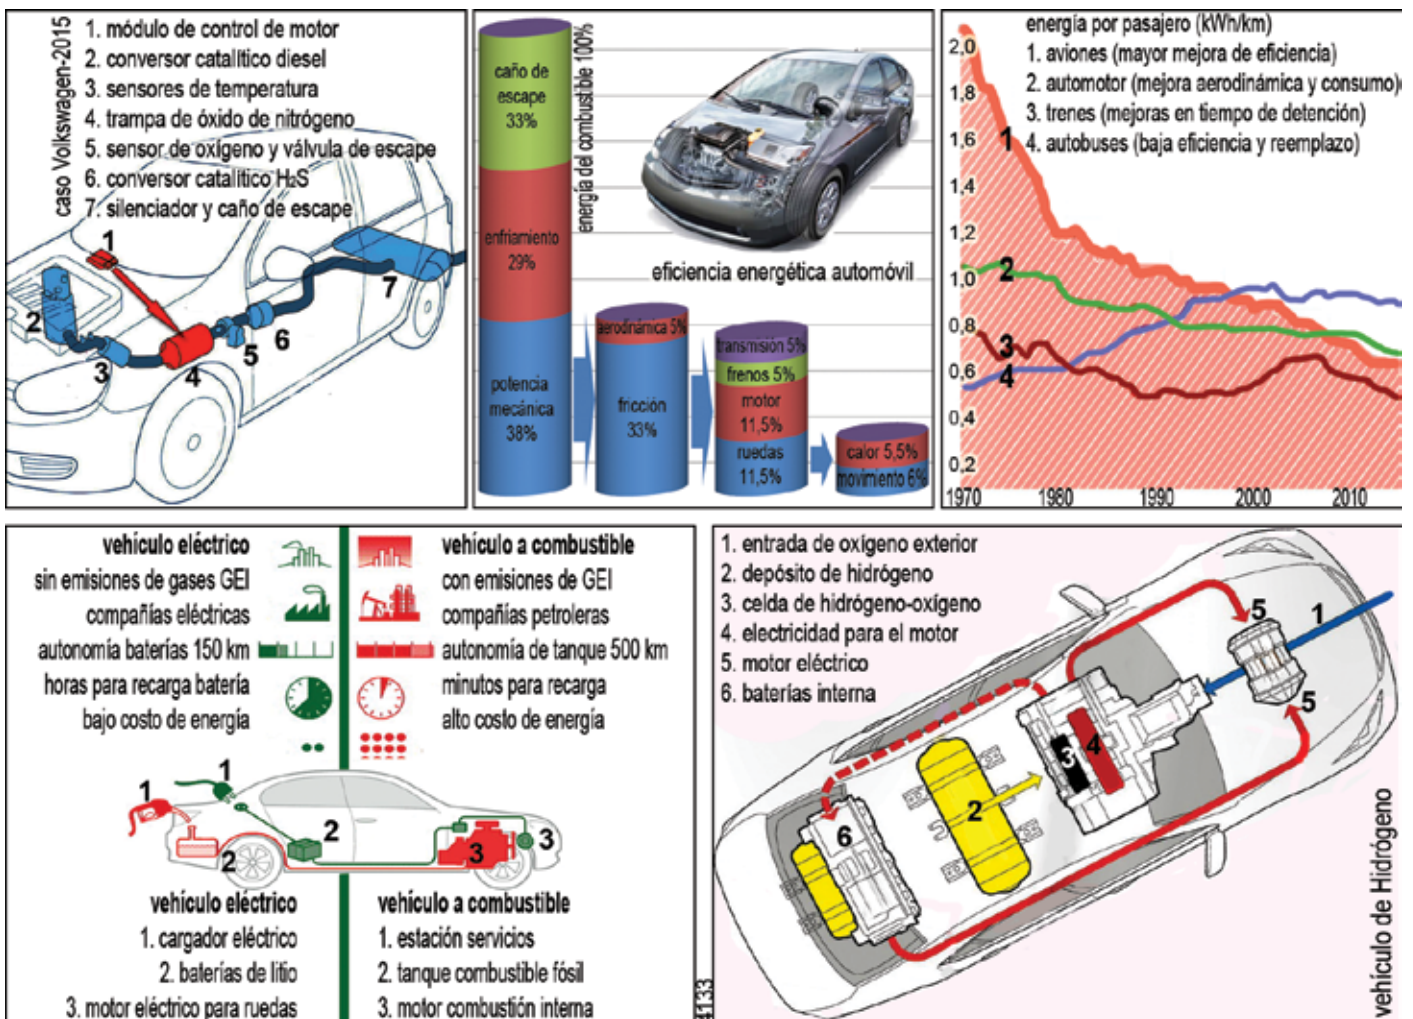 caso Volkswagen-2015
1. módulo de control de motor
2. conversor catalítico diesel
3. sensores de temperatura
4. trampa de óxido de nitrógeno
5. sensor de oxígeno y válvula de escape
6. conversor catalítico H₂S
7. silenciador y caño de escape
1
2
3
4
5
6
7
caño de
escape
33%
enfriamiento
29%
potencia
mecánica
38%
energía del combustible 100%
eficiencia energética automóvil
aerodinámica 5%
fricción
33%
transmisión 5%
frenos 5%
motor
11,5%
ruedas
11,5%
calor 5,5%
movimiento 6%
energía por pasajero (kWh/km)
1. aviones (mayor mejora de eficiencia)
2. automotor (mejora aerodinámica y consumo)
3. trenes (mejoras en tiempo de detención)
4. autobuses (baja eficiencia y reemplazo)
2,0
1,8
1,6
1,4
1,2
1,0
0,8
0,6
0,4
0,2
1
2
3
4
1970
1980
1990
2000
2010
vehículo eléctrico
sin emisiones de gases GEI
compañías eléctricas
autonomía baterías 150 km
horas para recarga batería
bajo costo de energía
vehículo a combustible
con emisiones de GEI
compañías petroleras
autonomía de tanque 500 km
minutos para recarga
alto costo de energía
1
1
2
2
3
3
vehículo eléctrico
1. cargador eléctrico
2. baterías de litio
3. motor eléctrico para ruedas
vehículo a combustible
1. estación servicios
2. tanque combustible fósil
3. motor combustión interna
1. entrada de oxígeno exterior
2. depósito de hidrógeno
3. celda de hidrógeno-oxígeno
4. electricidad para el motor
5. motor eléctrico
6. baterías interna
5
1
5
3
4
2
6
vehículo de Hidrógeno